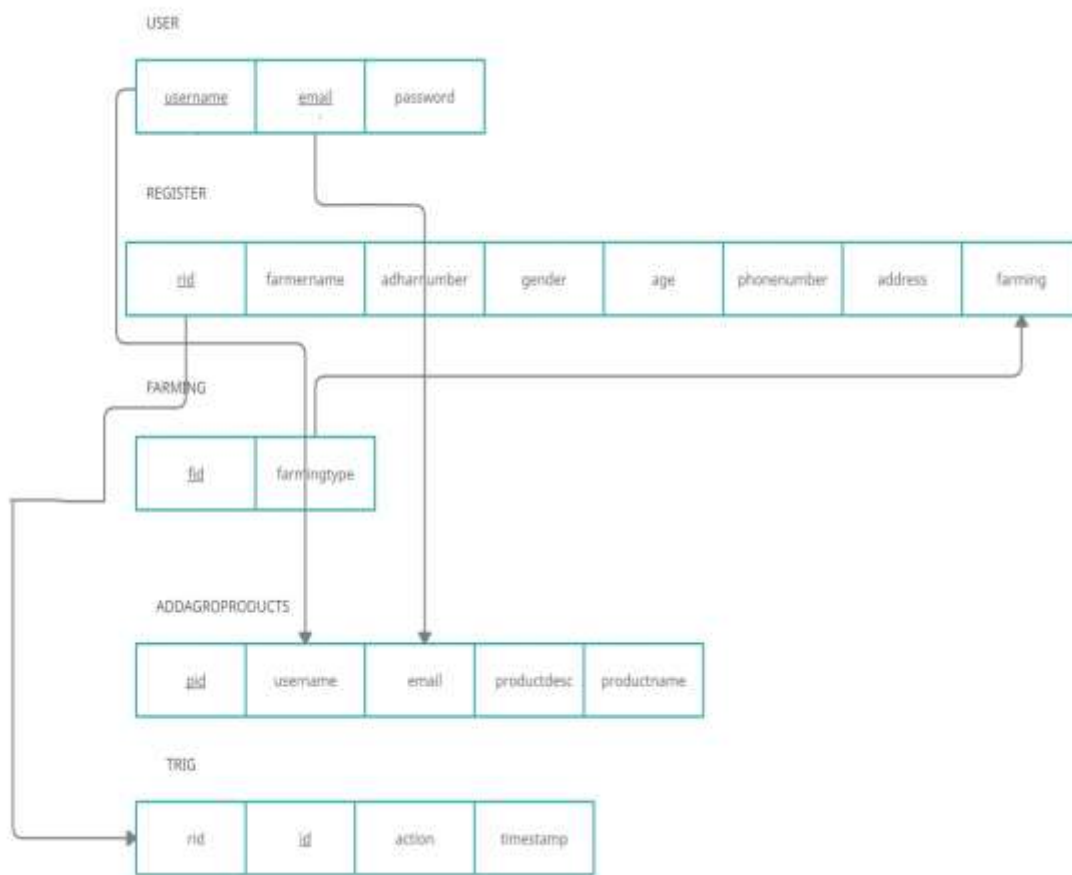 USER
username email password
REGISTER
rid farmername adharnumber gender age phonenumber address farming
FARMING
fid farmingtype
ADDAGROPRODUCTS
pid username email productdesc productname
TRIG
rid id action timestamp